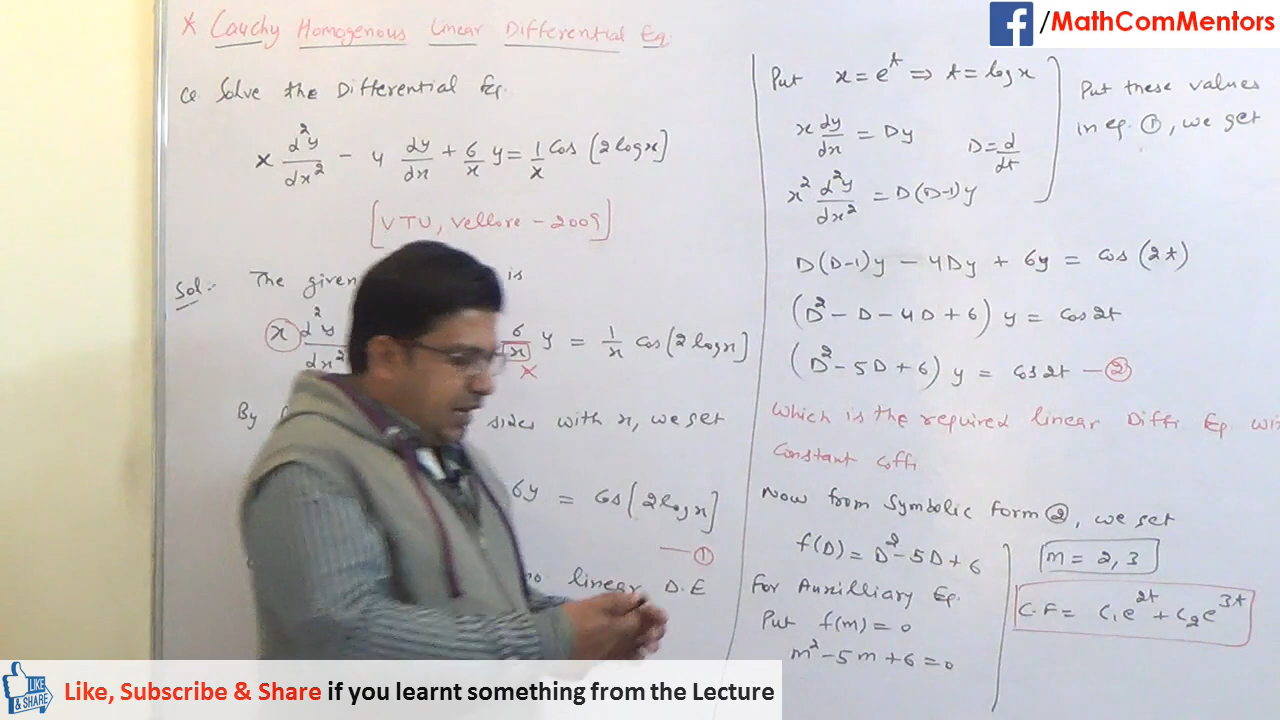 * Cauchy Homogenous Linear Differential Eq.
Q Solve the Differential Eq.
x d²y/dx² - 4 dy/dx + 6/x y = 1/x Cos (2 log x]
[VTU, Vellore - 2009]
Sol:- The given is
x d²y/dx² 6/x y = 1/x Cos[2 log x]
x
By sides with x, we get
6y = Cos[2 log x]
— ①
linear D.E
Put x = e^t ⇒ t = log x
x dy/dx = Dy D = d/dt
x² d²y/dx² = D(D-1)y
Put these values
in eq. ①, we get
D(D-1)y - 4Dy + 6y = Cos (2t)
(D² - D - 4D + 6) y = Cos 2t
(D² - 5D + 6) y = Cos 2t — ②
Which is the required linear Diff. Eq. wi
Constant Coffi
Now from Symbolic form ②, we get
f(D) = D² - 5D + 6
For Auxilliary Eq.
Put f(m) = 0
m² - 5m + 6 = 0
m = 2, 3
C.F = C₁e^2t + C₂e^3t
/MathComMentors
LIKE & SHARE
Like, Subscribe & Share if you learnt something from the Lecture